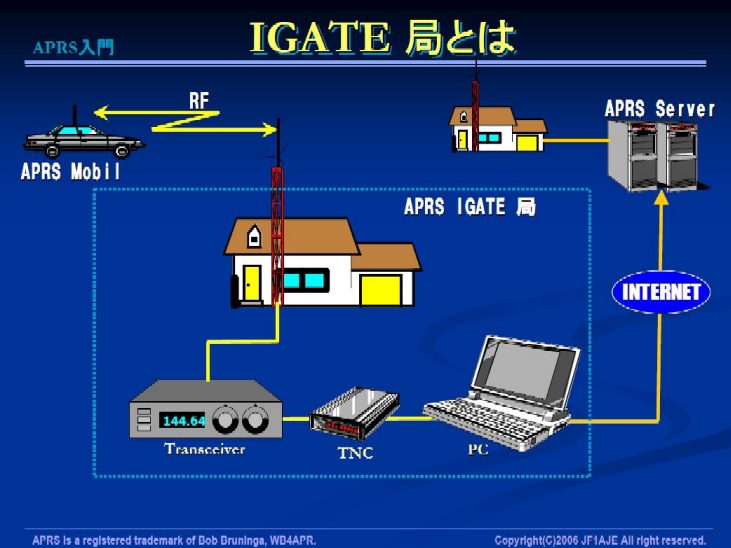 APRS入門
IGATE 局とは
RF
APRS Server
APRS Mobil
APRS IGATE 局
INTERNET
144.64
Transceiver
TNC
PC
APRS is a registered trademark of Bob Bruninga, WB4APR.
Copyright(C)2006 JF1AJE All right reserved.